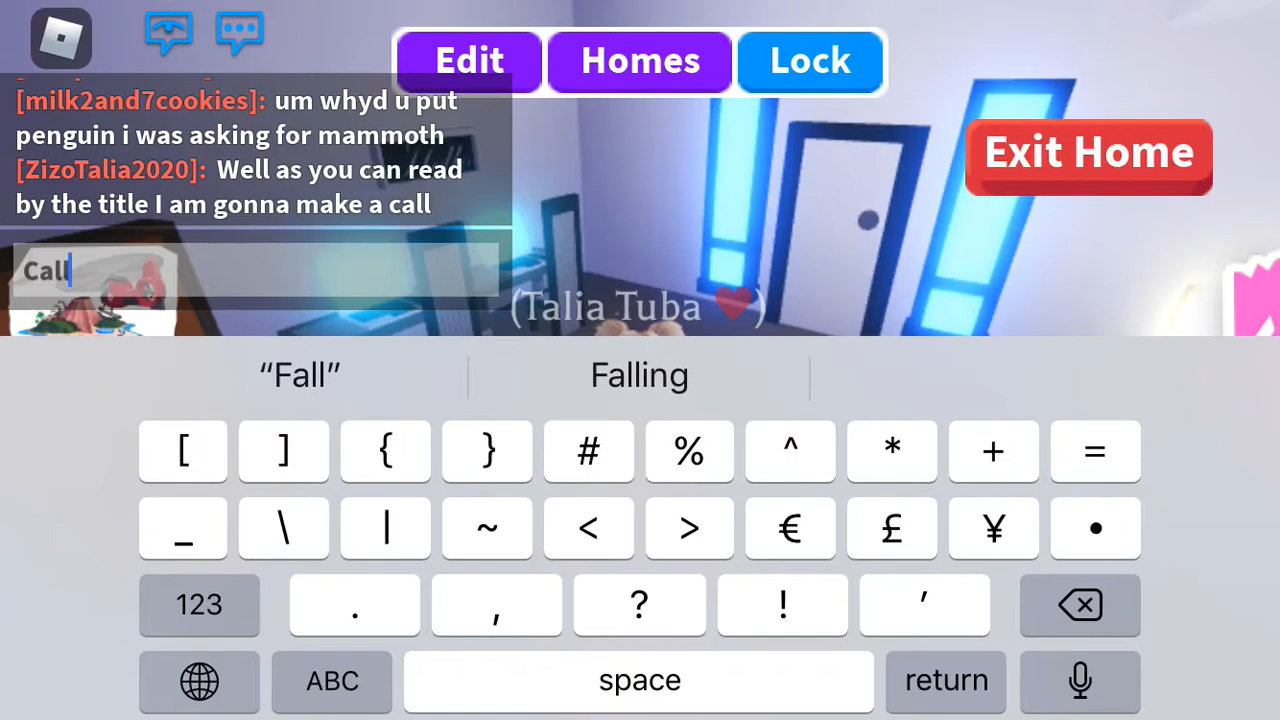 Edit Homes Lock
[milk2and7cookies]: um whyd u put
penguin i was asking for mammoth
Exit Home
[ZizoTalia2020]: Well as you can read
by the title I am gonna make a call
Call
(Talia Tuba ❤️)
“Fall” Falling
[ ] { } # % ^ * + =
_ \ | ~ < > € £ ¥ •
123 . , ? ! ′
ABC space return